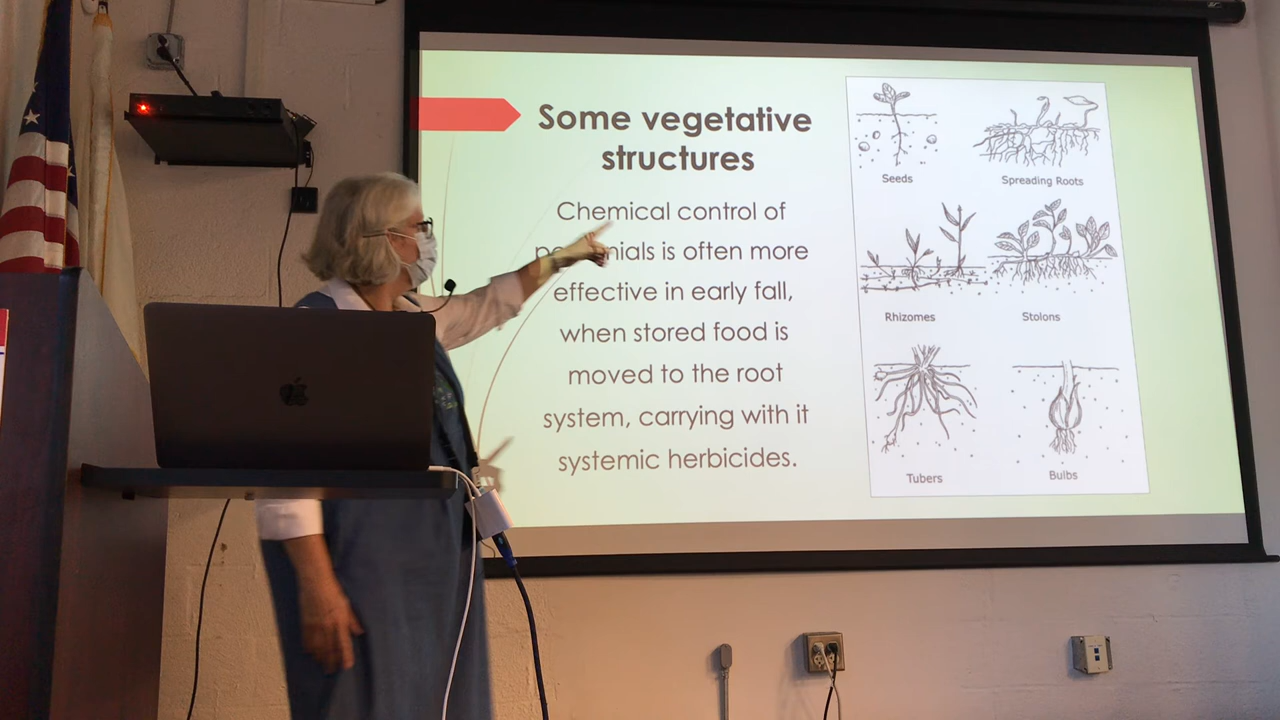 Some vegetative
structures
Chemical control of
is often more
effective in early fall,
when stored food is
moved to the root
system, carrying with it
systemic herbicides.
Seeds
Spreading Roots
Rhizomes
Stolons
Tubers
Bulbs